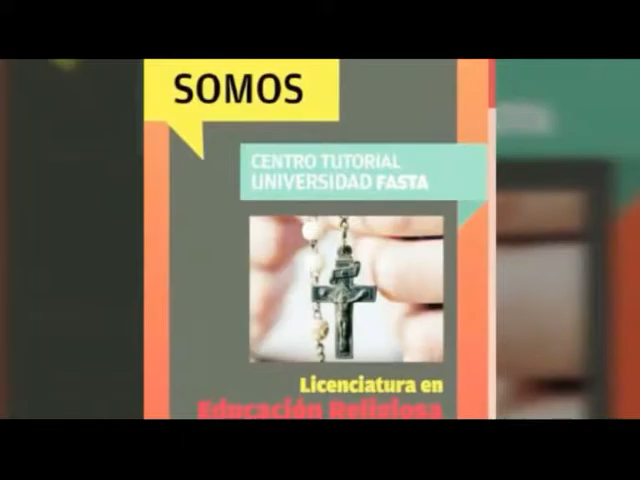 SOMOS
CENTRO TUTORIAL
UNIVERSIDAD FASTA
Licenciatura en
Educación Religiosa